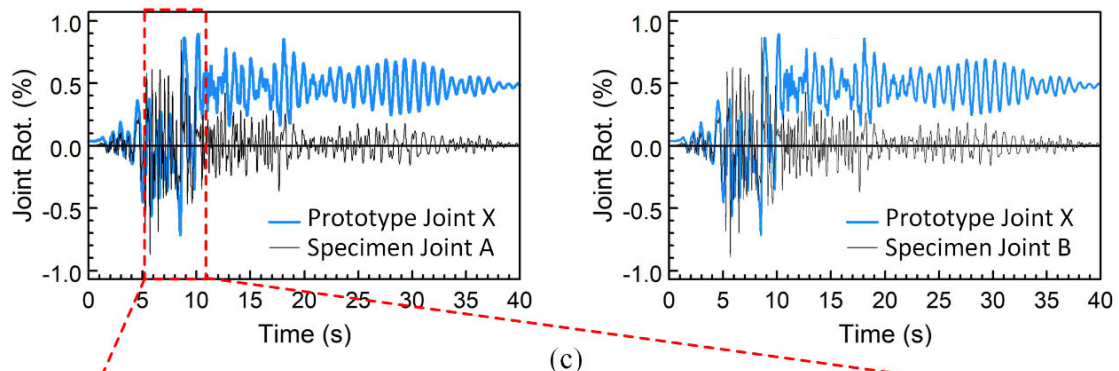 Joint Rot. (%)
1.0
0.5
0.0
-0.5
-1.0
Prototype Joint X
Specimen Joint A
0 5 10 15 20 25 30 35 40
Time (s)
Joint Rot. (%)
1.0
0.5
0.0
-0.5
-1.0
Prototype Joint X
Specimen Joint B
0 5 10 15 20 25 30 35 40
Time (s)
(c)